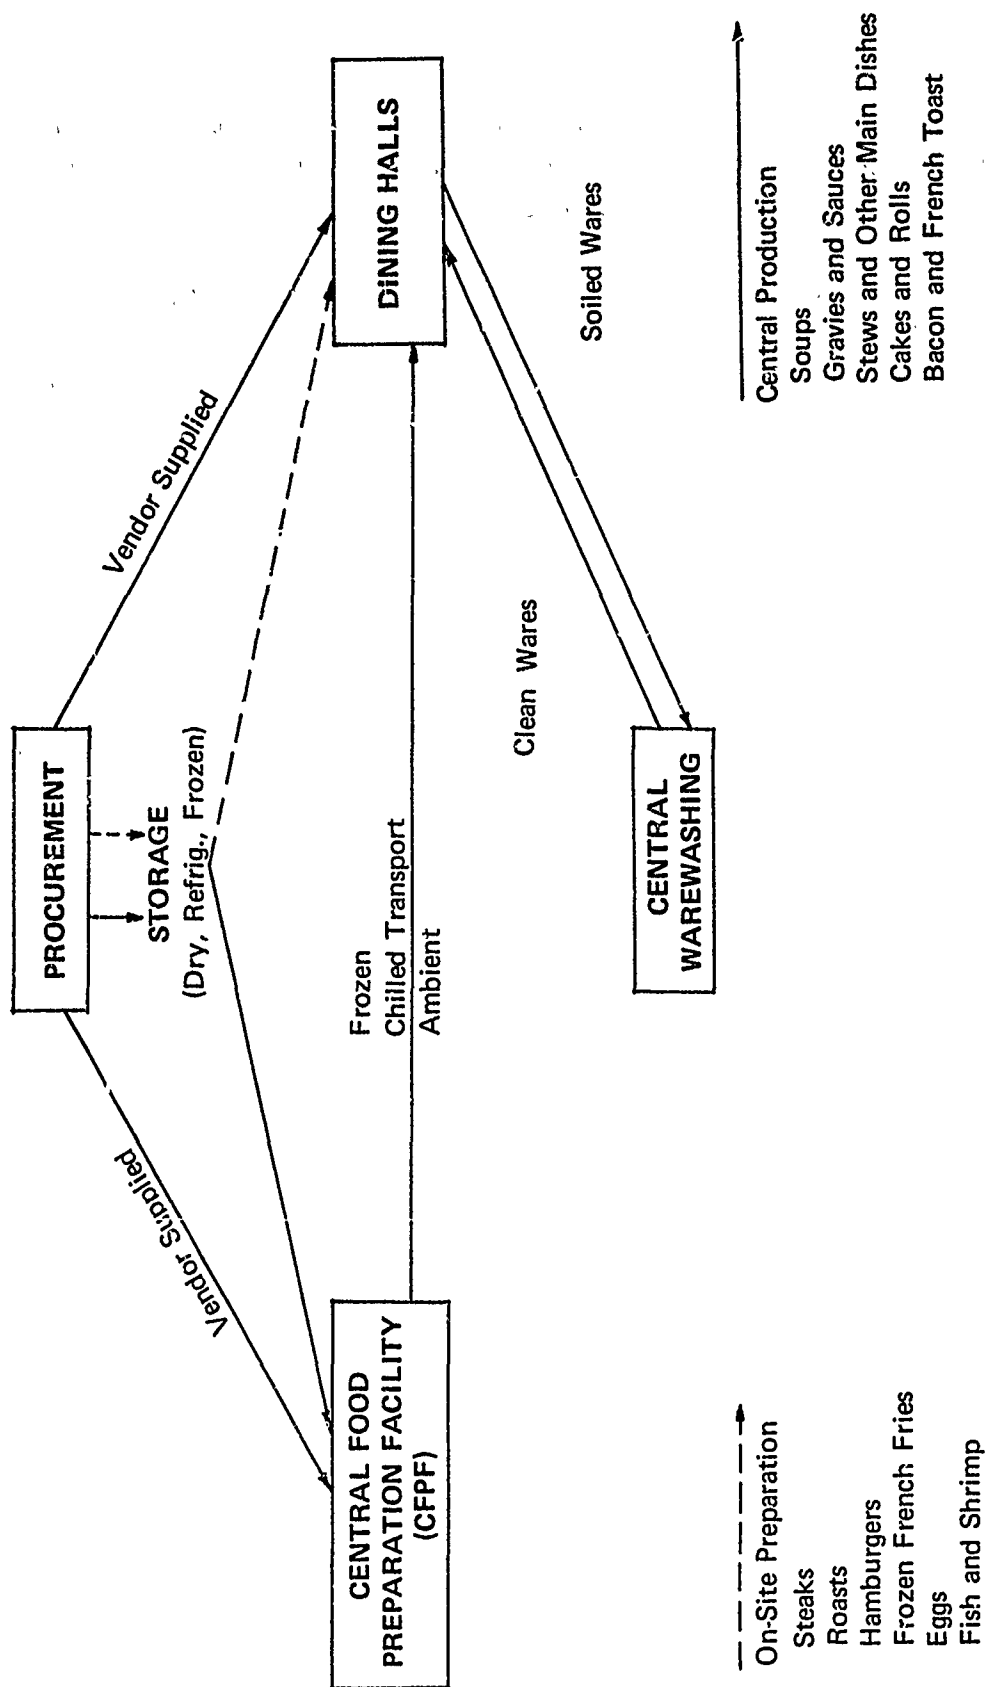 PROCUREMENT
STORAGE
(Dry, Refrig., Frozen)
Vendor Supplied
Vendor Supplied
CENTRAL FOOD
PREPARATION FACILITY
(CFPF)
Frozen
Chilled Transport
Ambient
DINING HALLS
Clean Wares
Soiled Wares
CENTRAL
WAREWASHING
On-Site Preparation
Steaks
Roasts
Hamburgers
Frozen French Fries
Eggs
Fish and Shrimp
Central Production
Soups
Gravies and Sauces
Stews and Other Main Dishes
Cakes and Rolls
Bacon and French Toast